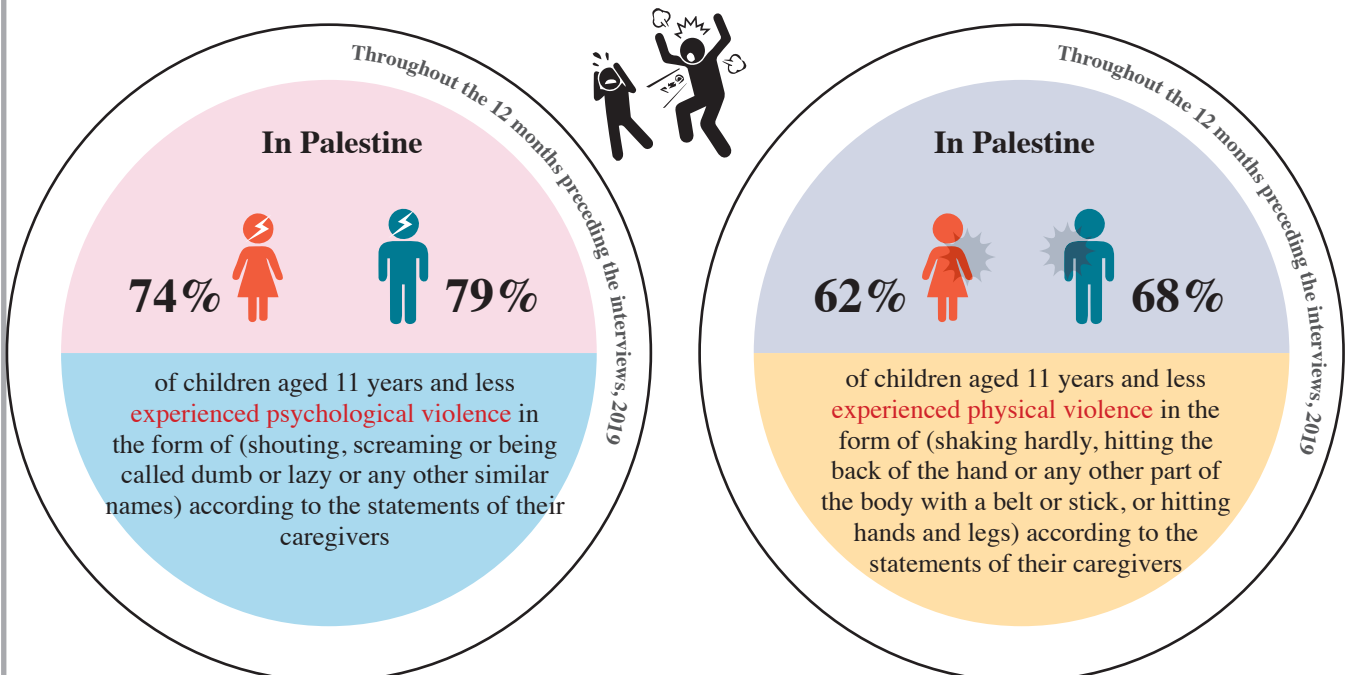 Throughout the 12 months preceding the interviews, 2019
In Palestine
74%
79%
of children aged 11 years and less
experienced psychological violence in
the form of (shouting, screaming or being
called dumb or lazy or any other similar
names) according to the statements of their
caregivers
Throughout the 12 months preceding the interviews, 2019
In Palestine
62%
68%
of children aged 11 years and less
experienced physical violence in the
form of (shaking hardly, hitting the
back of the hand or any other part of
the body with a belt or stick, or hitting
hands and legs) according to the
statements of their caregivers